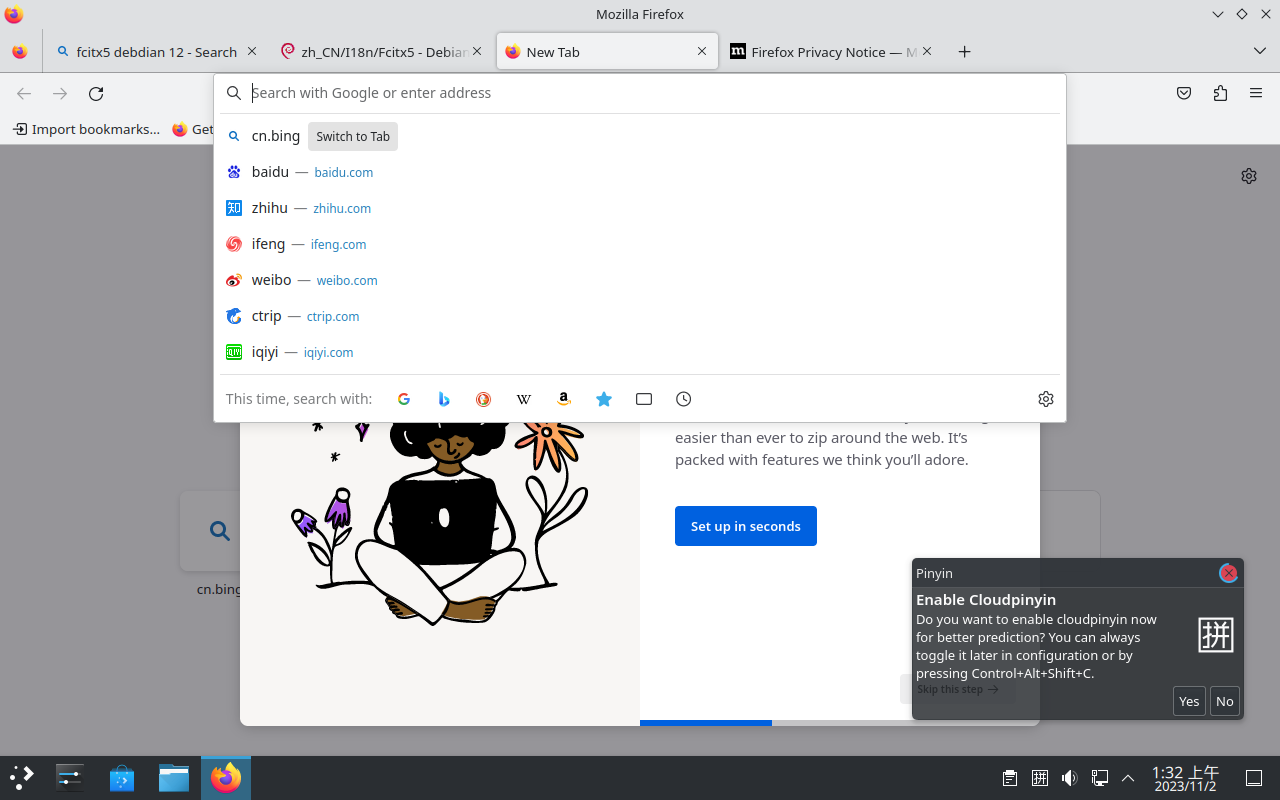 Mozilla Firefox
fcitx5 debdian 12 - Search
zh_CN/I18n/Fcitx5 - Debian
New Tab
Firefox Privacy Notice — M
Search with Google or enter address
Import bookmarks...
Get
cn.bing
Switch to Tab
baidu — baidu.com
zhihu — zhihu.com
ifeng — ifeng.com
weibo — weibo.com
ctrip — ctrip.com
iqiyi — iqiyi.com
This time, search with:
easier than ever to zip around the web. It's
packed with features we think you'll adore.
Set up in seconds
cn.bing
Pinyin
Enable Cloudpinyin
Do you want to enable cloudpinyin now
for better prediction? You can always
toggle it later in configuration or by
pressing Control+Alt+Shift+C.
拼
Skip this step →
Yes
No
拼
1:32 上午
2023/11/2